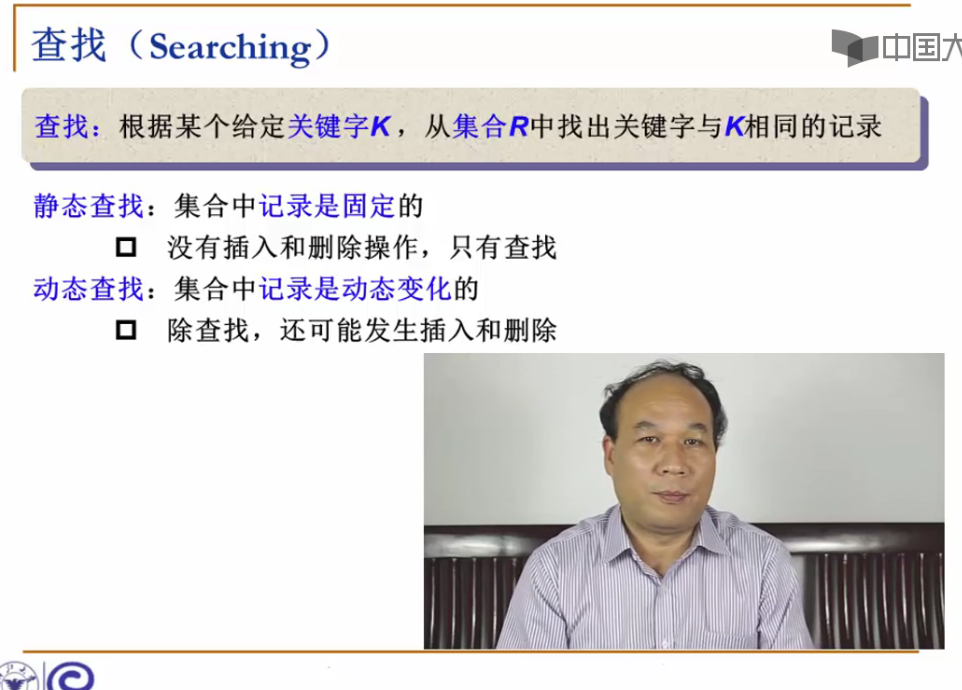 查找（Searching）
中国大
查找：根据某个给定关键字K，从集合R中找出关键字与K相同的记录
静态查找：集合中记录是固定的
没有插入和删除操作，只有查找
动态查找：集合中记录是动态变化的
除查找，还可能发生插入和删除